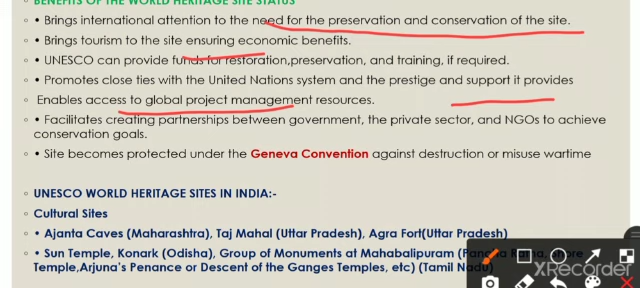 BENEFITS OF THE WORLD HERITAGE SITE STATUS
• Brings international attention to the need for the preservation and conservation of the site.
• Brings tourism to the site ensuring economic benefits.
• UNESCO can provide funds for restoration,preservation, and training, if required.
• Promotes close ties with the United Nations system and the prestige and support it provides
Enables access to global project management resources.
• Facilitates creating partnerships between government, the private sector, and NGOs to achieve
conservation goals.
• Site becomes protected under the Geneva Convention against destruction or misuse wartime
UNESCO WORLD HERITAGE SITES IN INDIA:-
Cultural Sites
• Ajanta Caves (Maharashtra), Taj Mahal (Uttar Pradesh), Agra Fort(Uttar Pradesh)
• Sun Temple, Konark (Odisha), Group of Monuments at Mahabalipuram (Pancha Ratha, Shore
Temple,Arjuna's Penance or Descent of the Ganges Temples, etc) (Tamil Nadu)
XRecorder